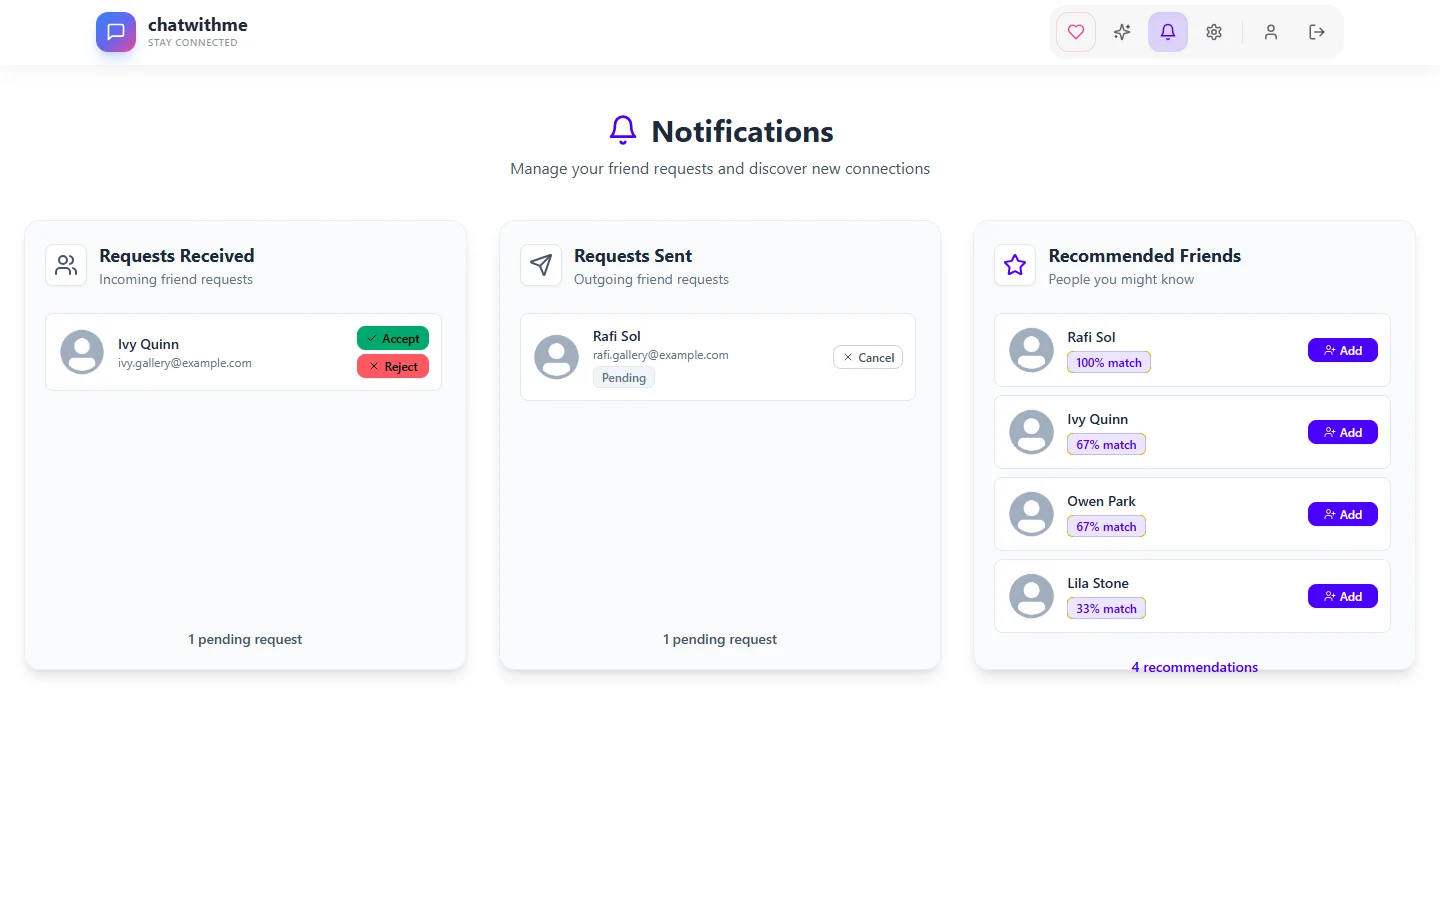 chatwithme
STAY CONNECTED
Notifications
Manage your friend requests and discover new connections
Requests Received
Incoming friend requests
Ivy Quinn
ivy.gallery@example.com
Accept
Reject
1 pending request
Requests Sent
Outgoing friend requests
Rafi Sol
rafi.gallery@example.com
Pending
Cancel
1 pending request
Recommended Friends
People you might know
Rafi Sol
100% match
Add
Ivy Quinn
67% match
Add
Owen Park
67% match
Add
Lila Stone
33% match
Add
4 recommendations